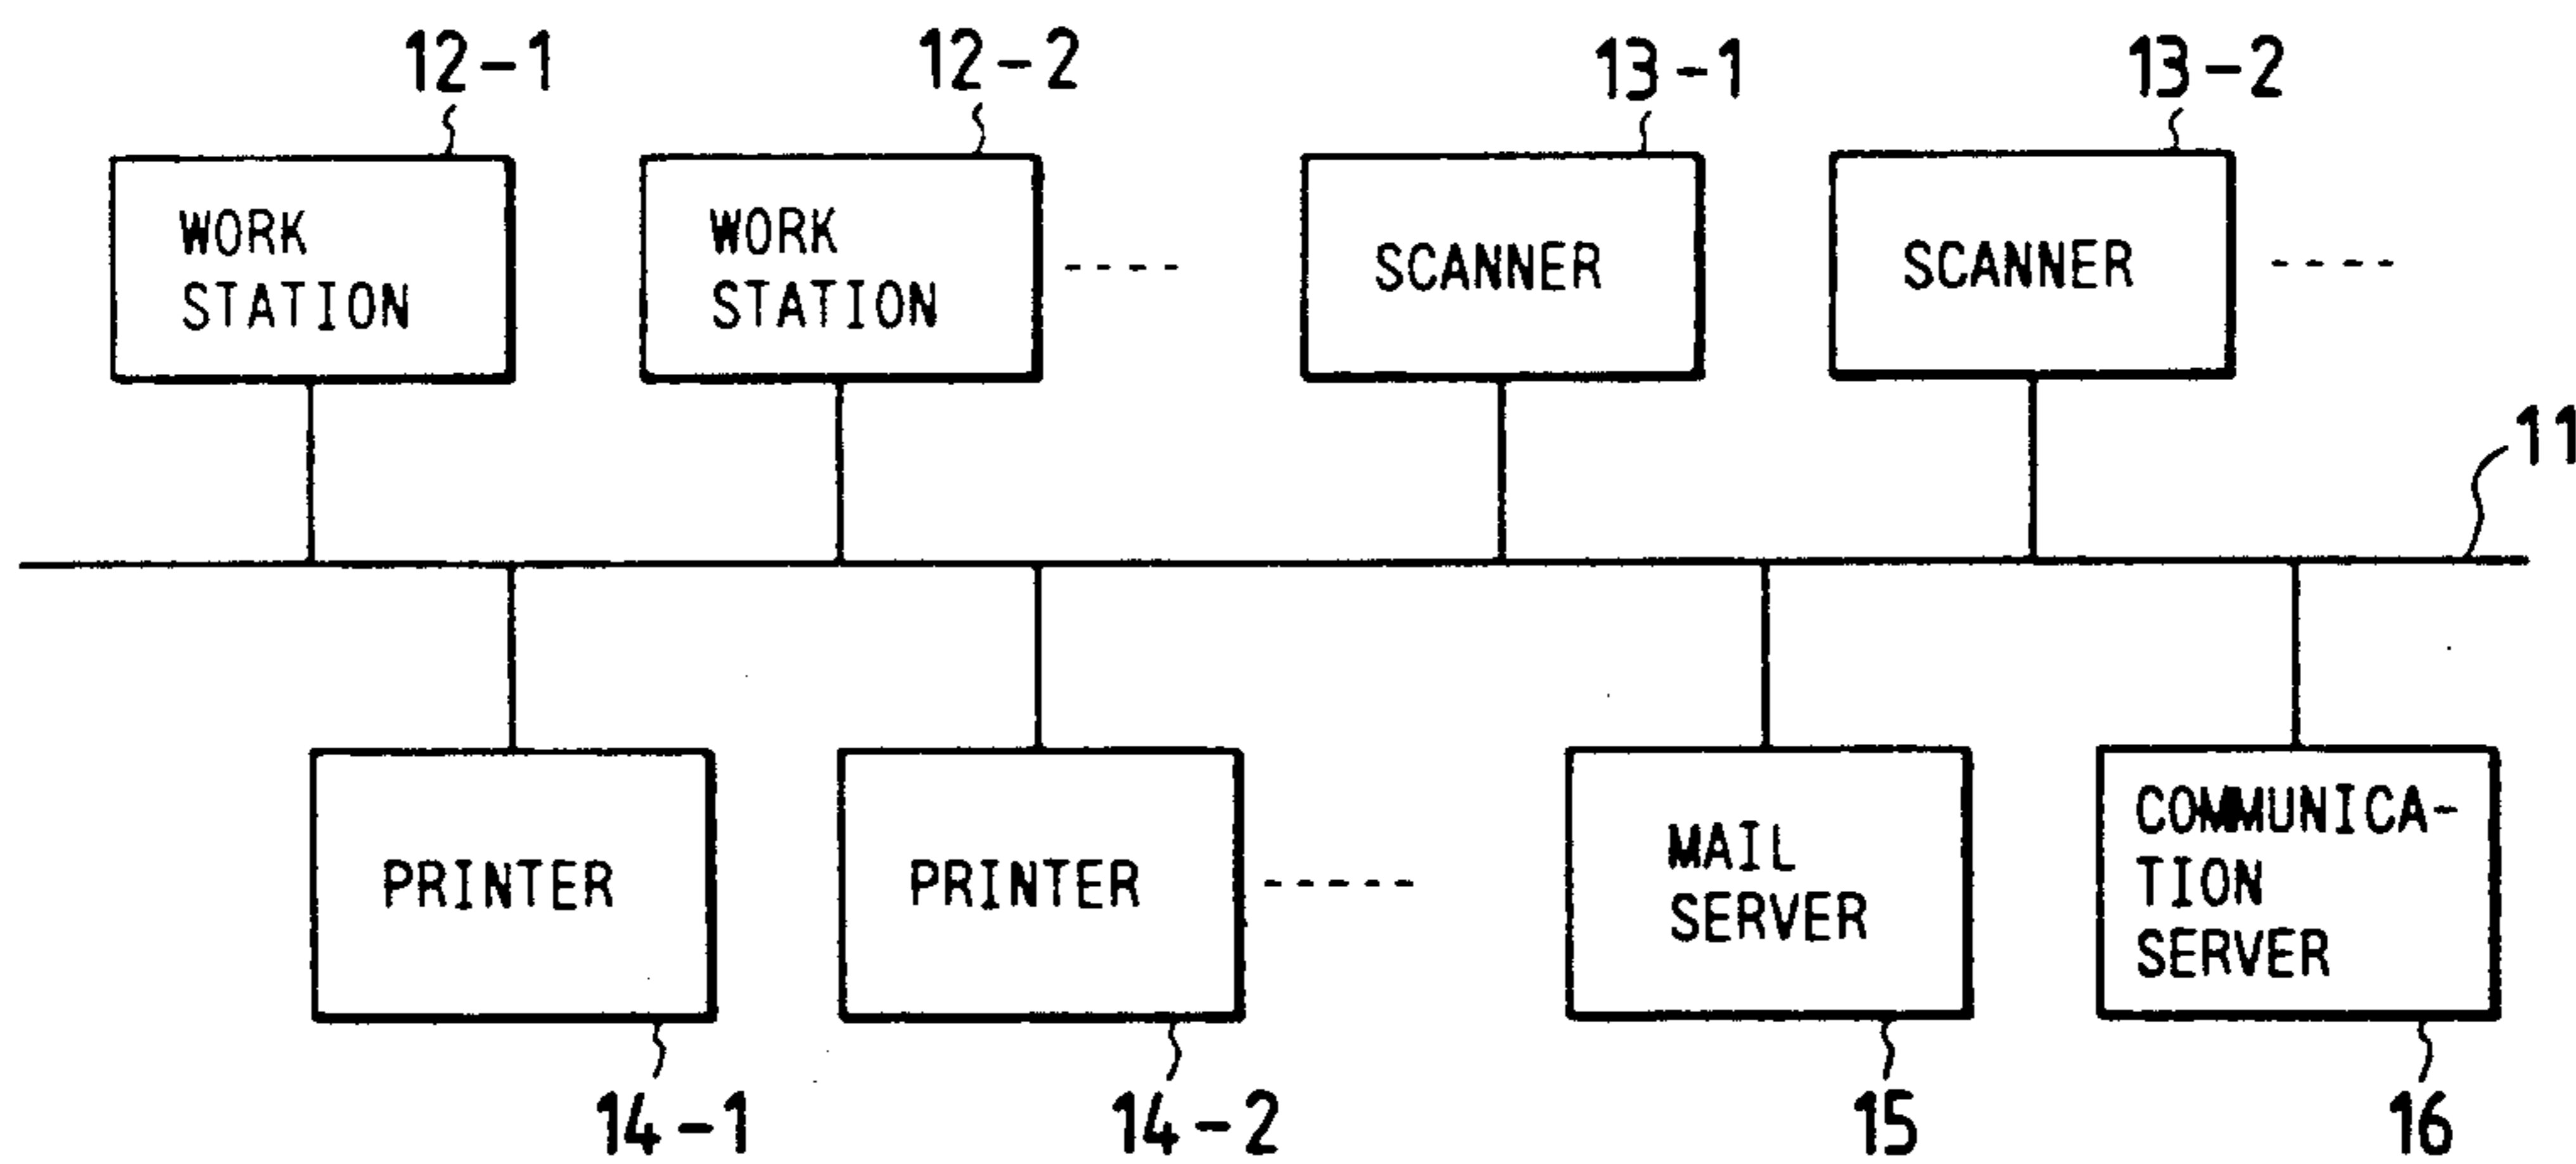 12-1
12-2
13-1
13-2
WORK
STATION
WORK
STATION
SCANNER
SCANNER
11
PRINTER
PRINTER
MAIL
SERVER
COMMUNICA-
TION
SERVER
14-1
14-2
15
16